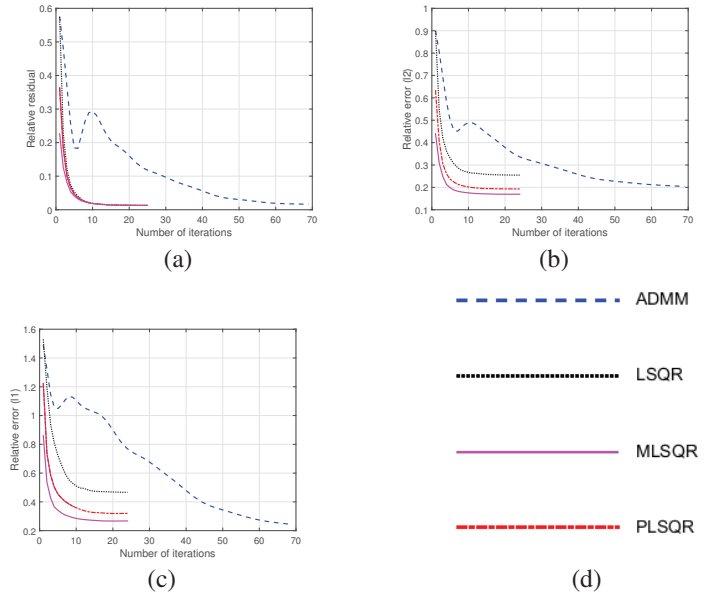 0.6
0.5
0.4
0.3
0.2
0.1
0
Relative residual
0 10 20 30 40 50 60 70
Number of iterations
(a)
1
0.9
0.8
0.7
0.6
0.5
0.4
0.3
0.2
0.1
Relative error (l2)
0 10 20 30 40 50 60 70
Number of iterations
(b)
1.6
1.4
1.2
1
0.8
0.6
0.4
0.2
Relative error (l1)
0 10 20 30 40 50 60 70
Number of iterations
(c)
ADMM
LSQR
MLSQR
PLSQR
(d)